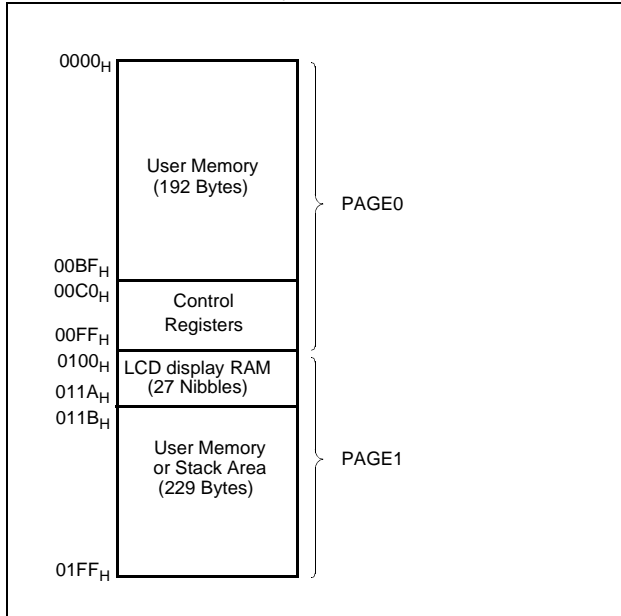 0000H
User Memory
(192 Bytes)
PAGE0
00BFH
00C0H
Control
Registers
00FFH
0100H
LCD display RAM
(27 Nibbles)
011AH
011BH
User Memory
or Stack Area
(229 Bytes)
PAGE1
01FFH